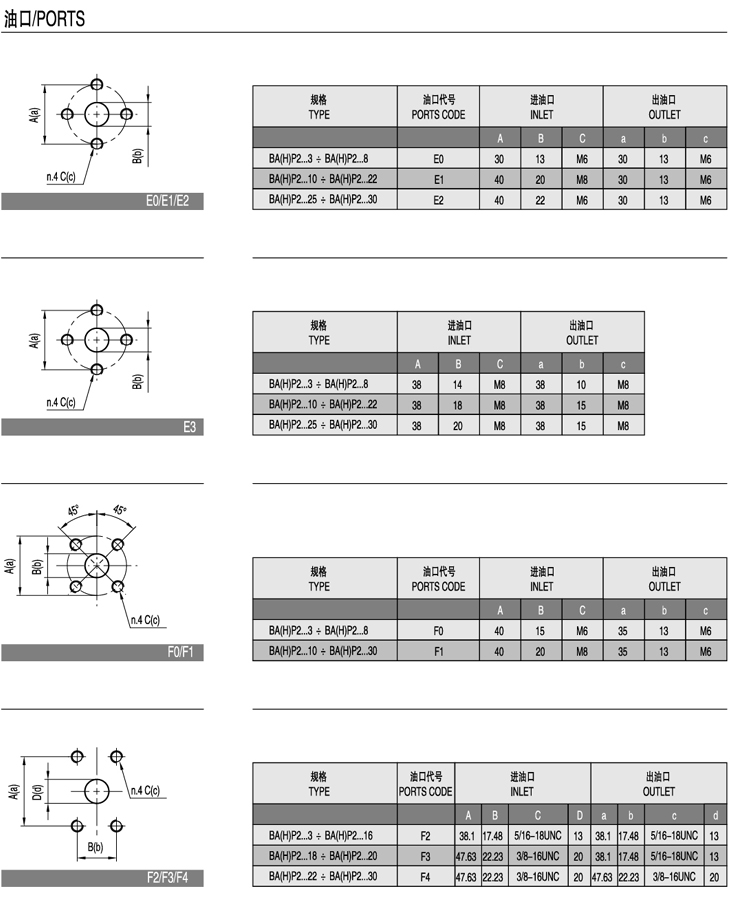 油口/PORTS
A(a)
B(b)
n.4 C(c)
E0/E1/E2
规格 油口代号 进油口 出油口
TYPE PORTS CODE INLET OUTLET
A B C a b c
BA(H)P2...3 ÷ BA(H)P2...8 E0 30 13 M6 30 13 M6
BA(H)P2...10 ÷ BA(H)P2...22 E1 40 20 M8 30 13 M6
BA(H)P2...25 ÷ BA(H)P2...30 E2 40 22 M6 30 13 M6
A(a)
B(b)
n.4 C(c)
E3
规格 进油口 出油口
TYPE INLET OUTLET
A B C a b c
BA(H)P2...3 ÷ BA(H)P2...8 38 14 M8 38 10 M8
BA(H)P2...10 ÷ BA(H)P2...22 38 18 M8 38 15 M8
BA(H)P2...25 ÷ BA(H)P2...30 38 20 M8 38 15 M8
45° 45°
A(a)
B(b)
n.4 C(c)
F0/F1
规格 油口代号 进油口 出油口
TYPE PORTS CODE INLET OUTLET
A B C a b c
BA(H)P2...3 ÷ BA(H)P2...8 F0 40 15 M6 35 13 M6
BA(H)P2...10 ÷ BA(H)P2...30 F1 40 20 M8 35 13 M6
A(a)
D(d)
n.4 C(c)
B(b)
F2/F3/F4
规格 油口代号 进油口 出油口
TYPE PORTS CODE INLET OUTLET
A B C D a b c d
BA(H)P2...3 ÷ BA(H)P2...16 F2 38.1 17.48 5/16-18UNC 13 38.1 17.48 5/16-18UNC 13
BA(H)P2...18 ÷ BA(H)P2...20 F3 47.63 22.23 3/8-16UNC 20 38.1 17.48 5/16-18UNC 13
BA(H)P2...22 ÷ BA(H)P2...30 F4 47.63 22.23 3/8-16UNC 20 47.63 22.23 3/8-16UNC 20